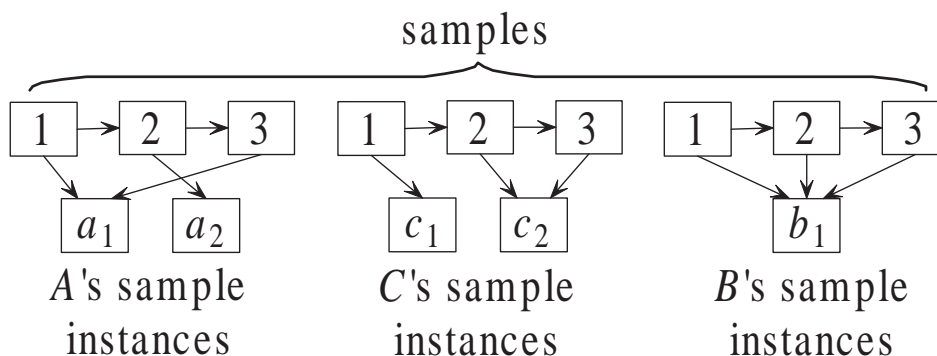 samples
1 2 3 1 2 3 1 2 3
a1 a2 c1 c2 b1
A's sample C's sample B's sample
instances instances instances